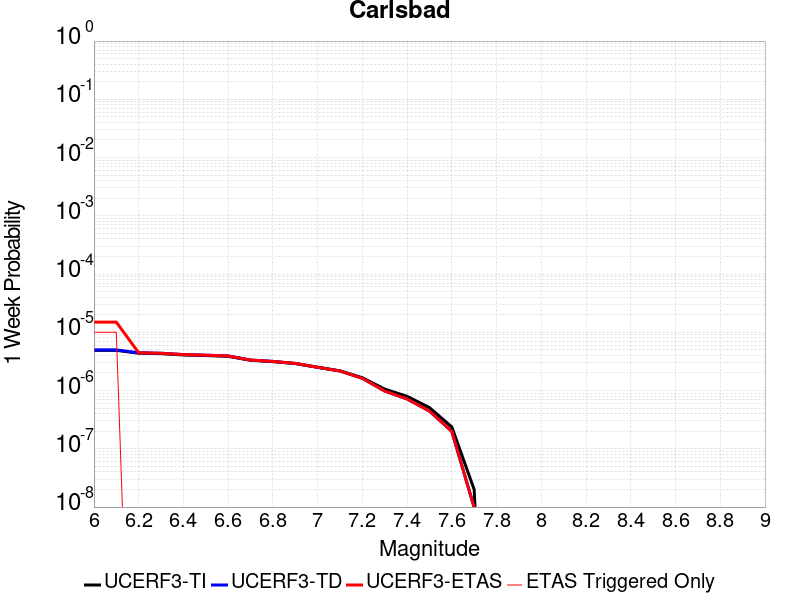 Carlsbad
10^0
10^-1
10^-2
10^-3
10^-4
10^-5
10^-6
10^-7
10^-8
1 Week Probability
6 6.2 6.4 6.6 6.8 7 7.2 7.4 7.6 7.8 8 8.2 8.4 8.6 8.8 9
Magnitude
UCERF3-TI UCERF3-TD UCERF3-ETAS ETAS Triggered Only